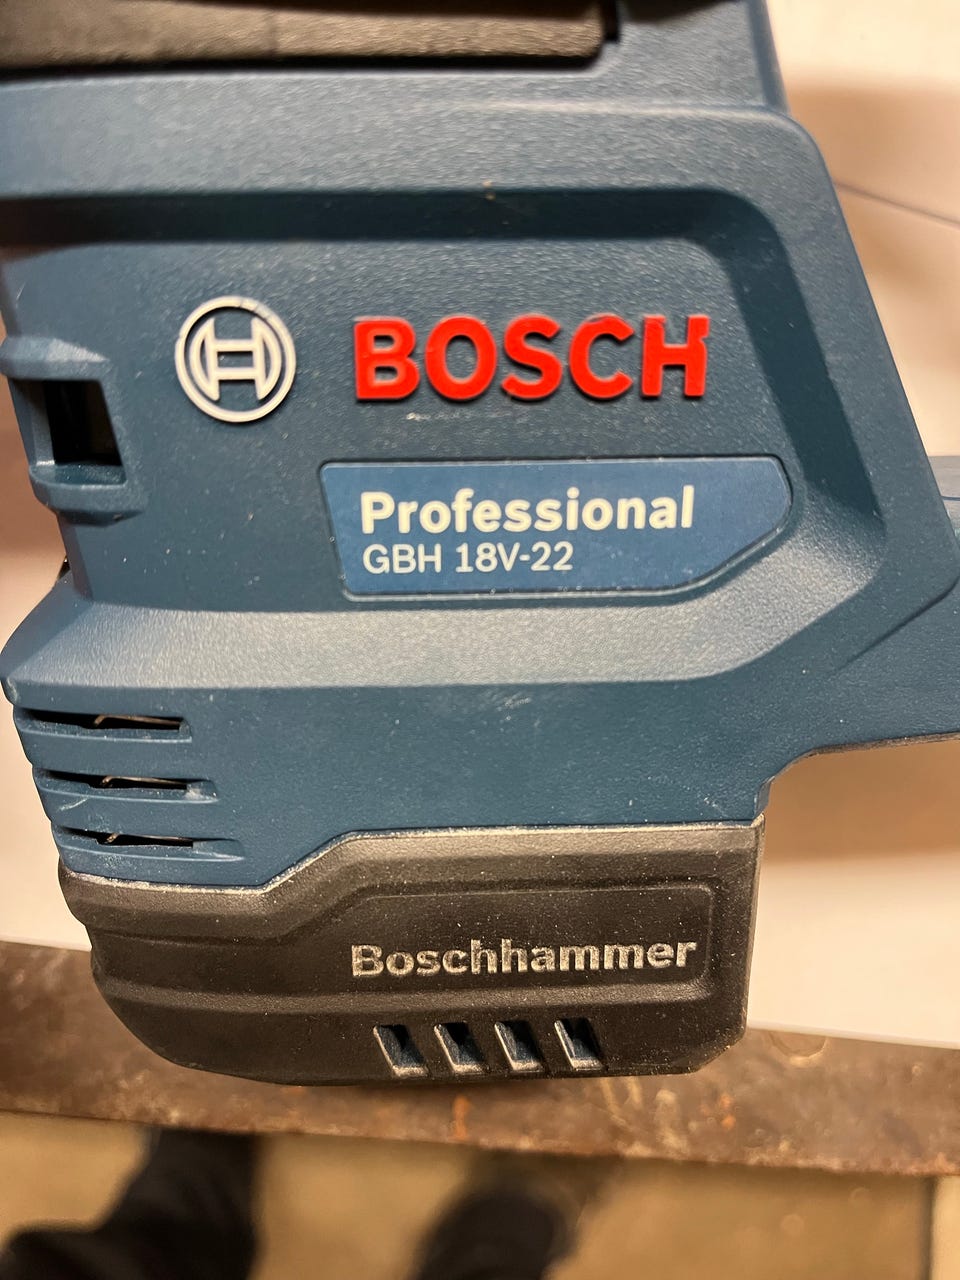 BOSCH
Professional
GBH 18V-22
Boschhammer